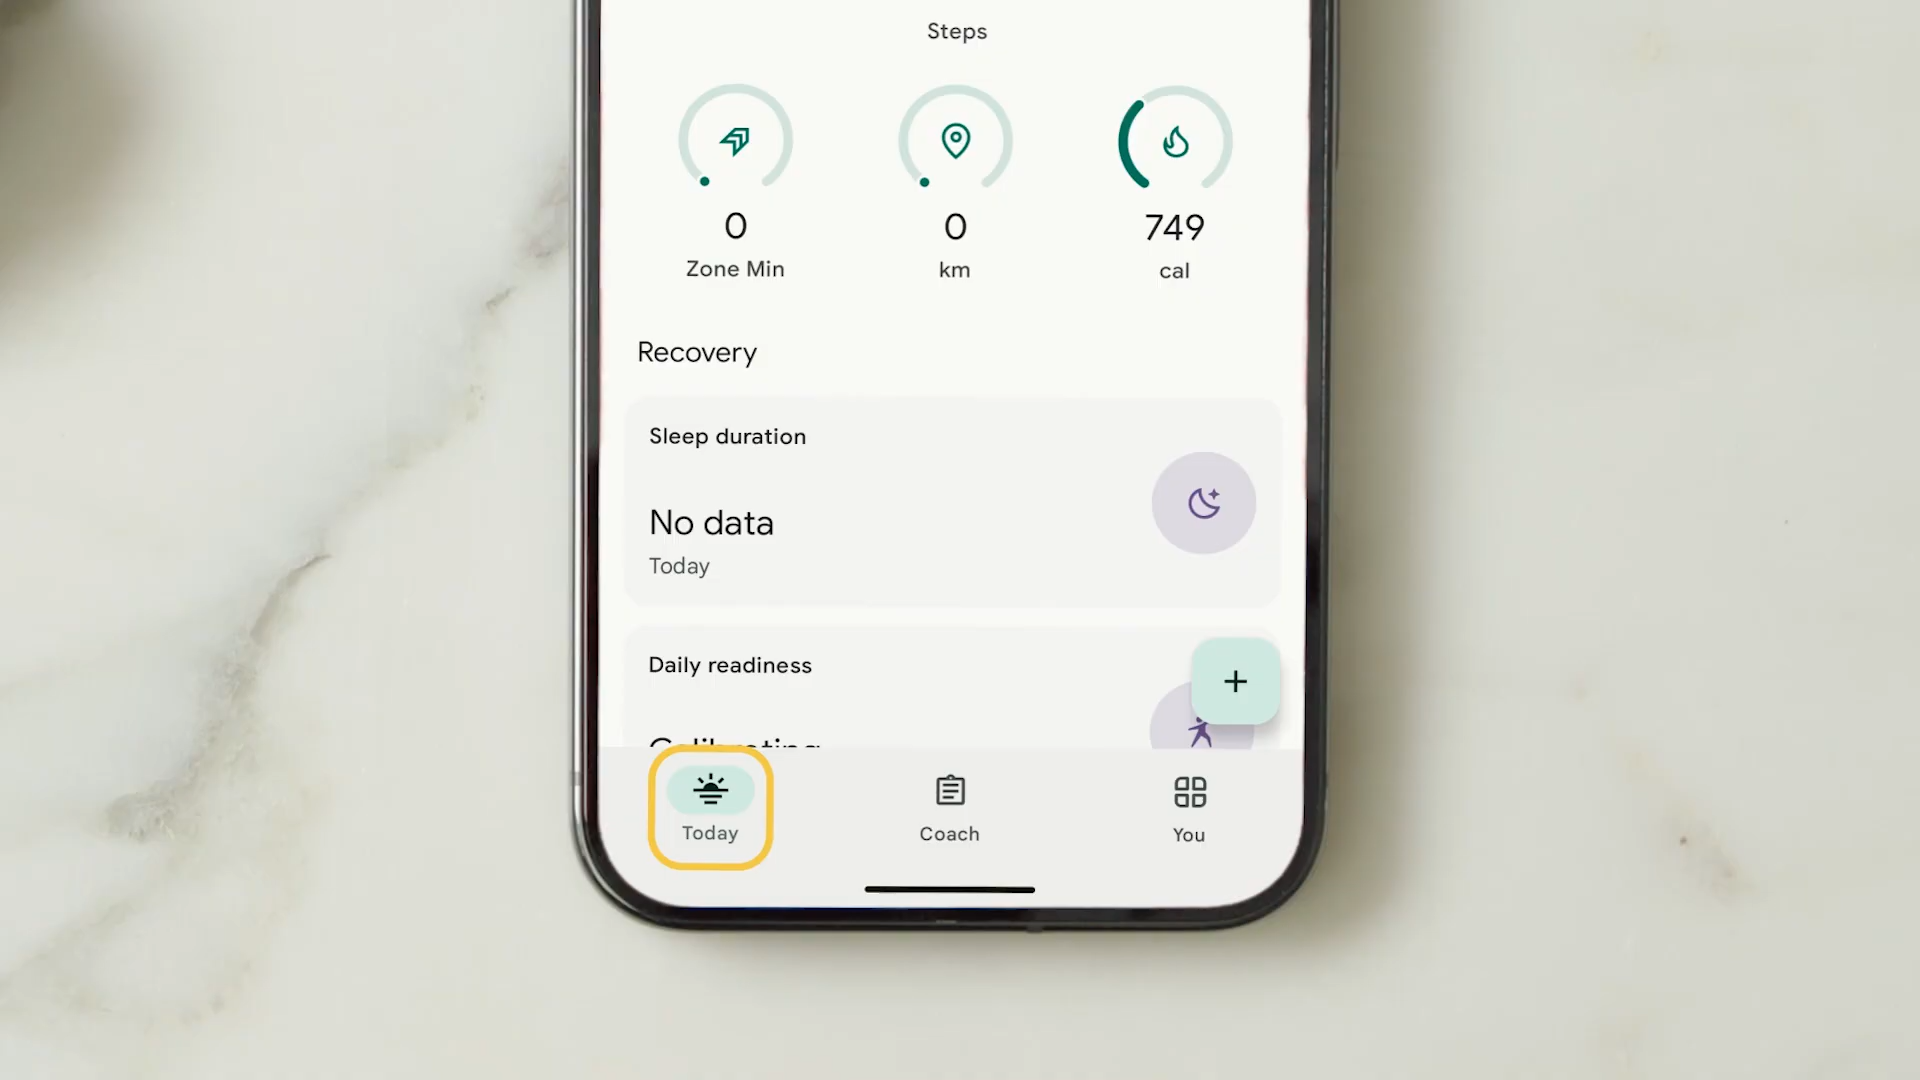 Steps
0
0
749
Zone Min
km
cal
Recovery
Sleep duration
No data
Today
Daily readiness
Calibrating
Today
Coach
You